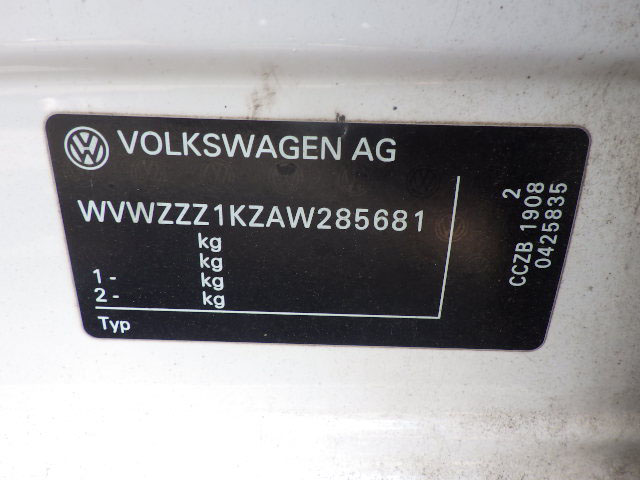 VOLKSWAGEN AG
WVWZZZ1KZAW285681
kg
kg
1- kg
2- kg
Typ
2
CCZB 1908
0425835